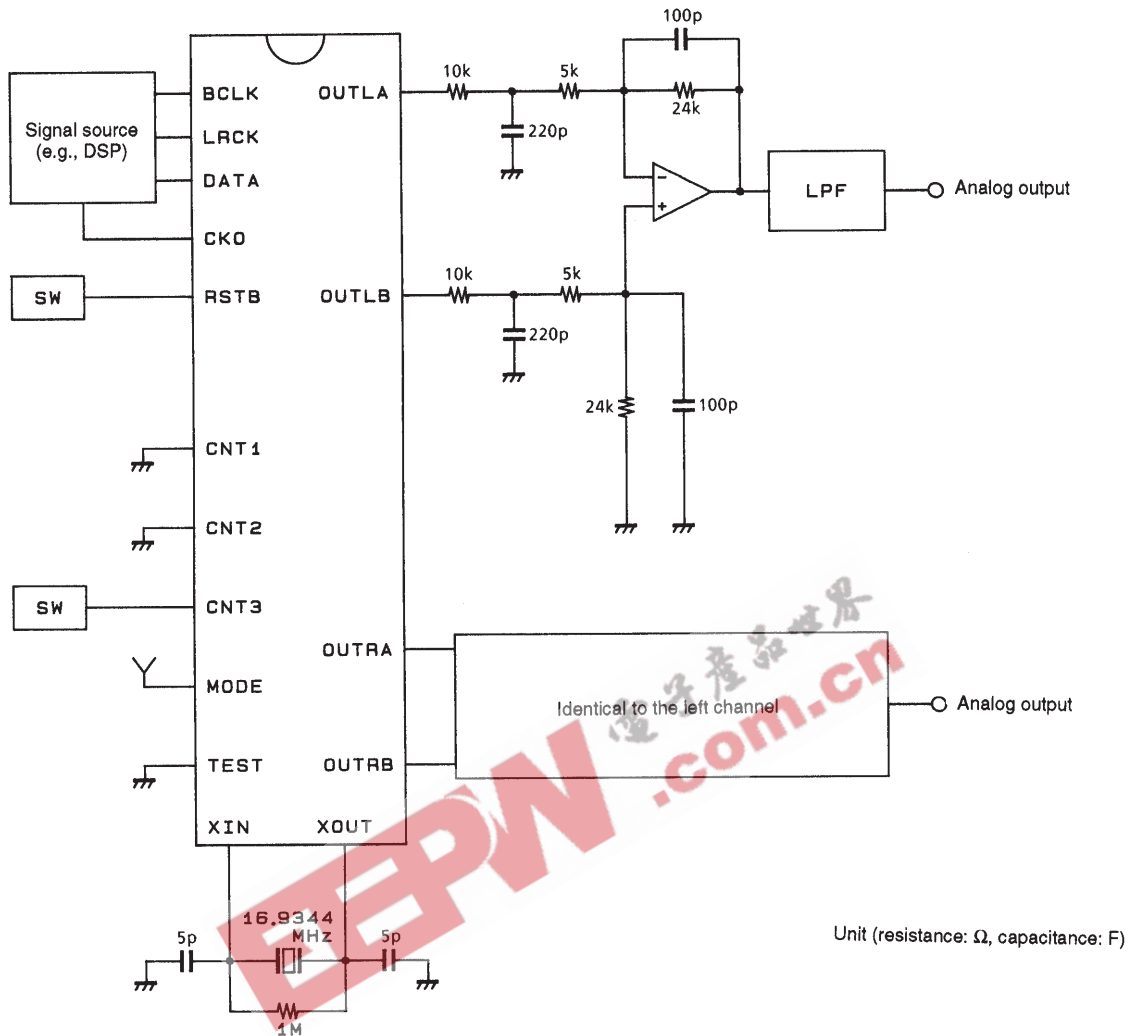 100p
10k
5k
24k
220p
BCLK
OUTLA
LRCK
DATA
CKO
RSTB
OUTLB
Signal source
(e.g., DSP)
SW
LPF
Analog output
10k
5k
220p
24k
100p
CNT1
CNT2
CNT3
SW
MODE
TEST
OUTRA
OUTRB
Identical to the left channel
Analog output
XIN
XOUT
16.9344
MHz
5p
5p
1M
Unit (resistance: Ω, capacitance: F)
電子產品世界
EEPW
.com.cn